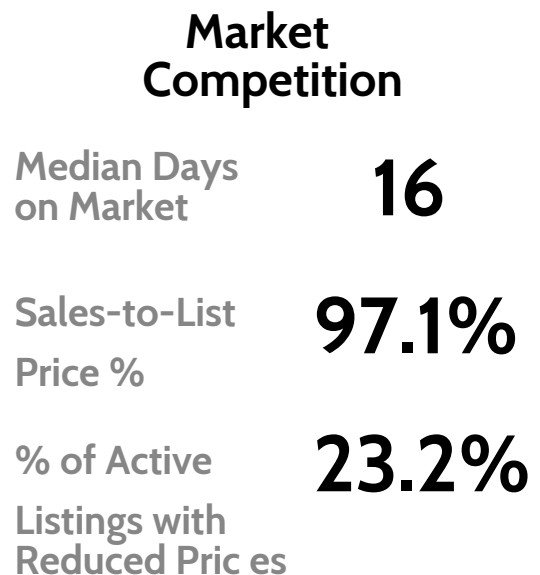 Market
Competition
Median Days
on Market
16
Sales-to-List
Price %
97.1%
% of Active
Listings with
Reduced Pric es
23.2%